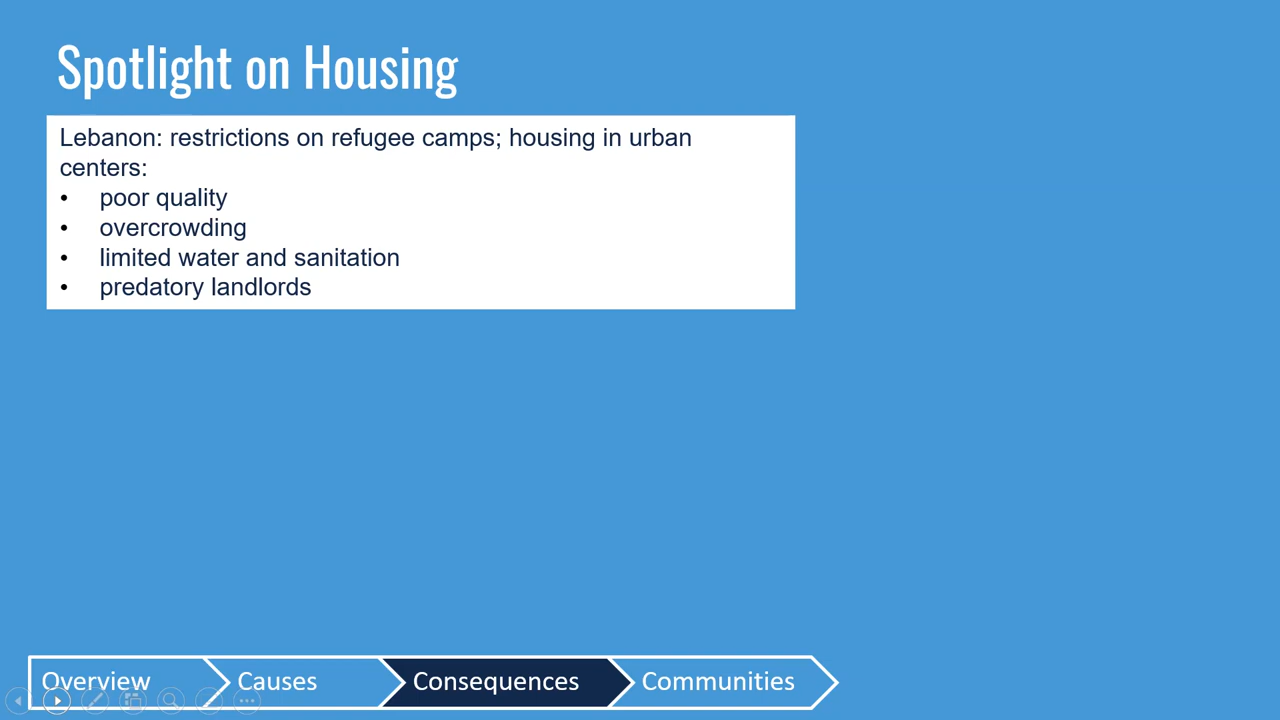 Spotlight on Housing
Lebanon: restrictions on refugee camps; housing in urban
centers:
• poor quality
• overcrowding
• limited water and sanitation
• predatory landlords
Overview Causes Consequences Communities